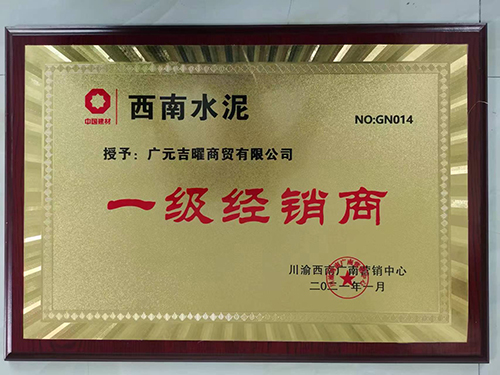 中国建材
西南水泥
NO:GN014
授予：广元吉曜商贸有限公司
一级经销商
川渝西南广南营销中心
二〇二一年一月